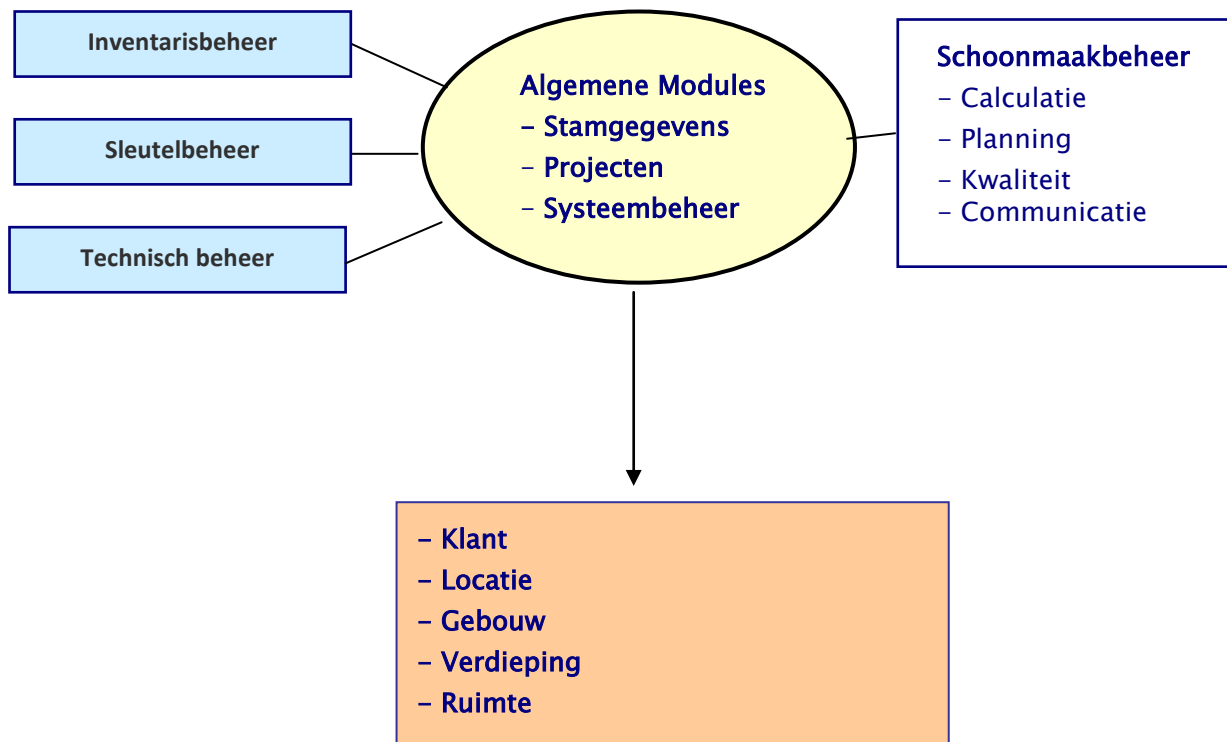 Inventarisbeheer
Sleutelbeheer
Technisch beheer
Algemene Modules
– Stamgegevens
– Projecten
– Systeembeheer
Schoonmaakbeheer
– Calculatie
– Planning
– Kwaliteit
– Communicatie
– Klant
– Locatie
– Gebouw
– Verdieping
– Ruimte